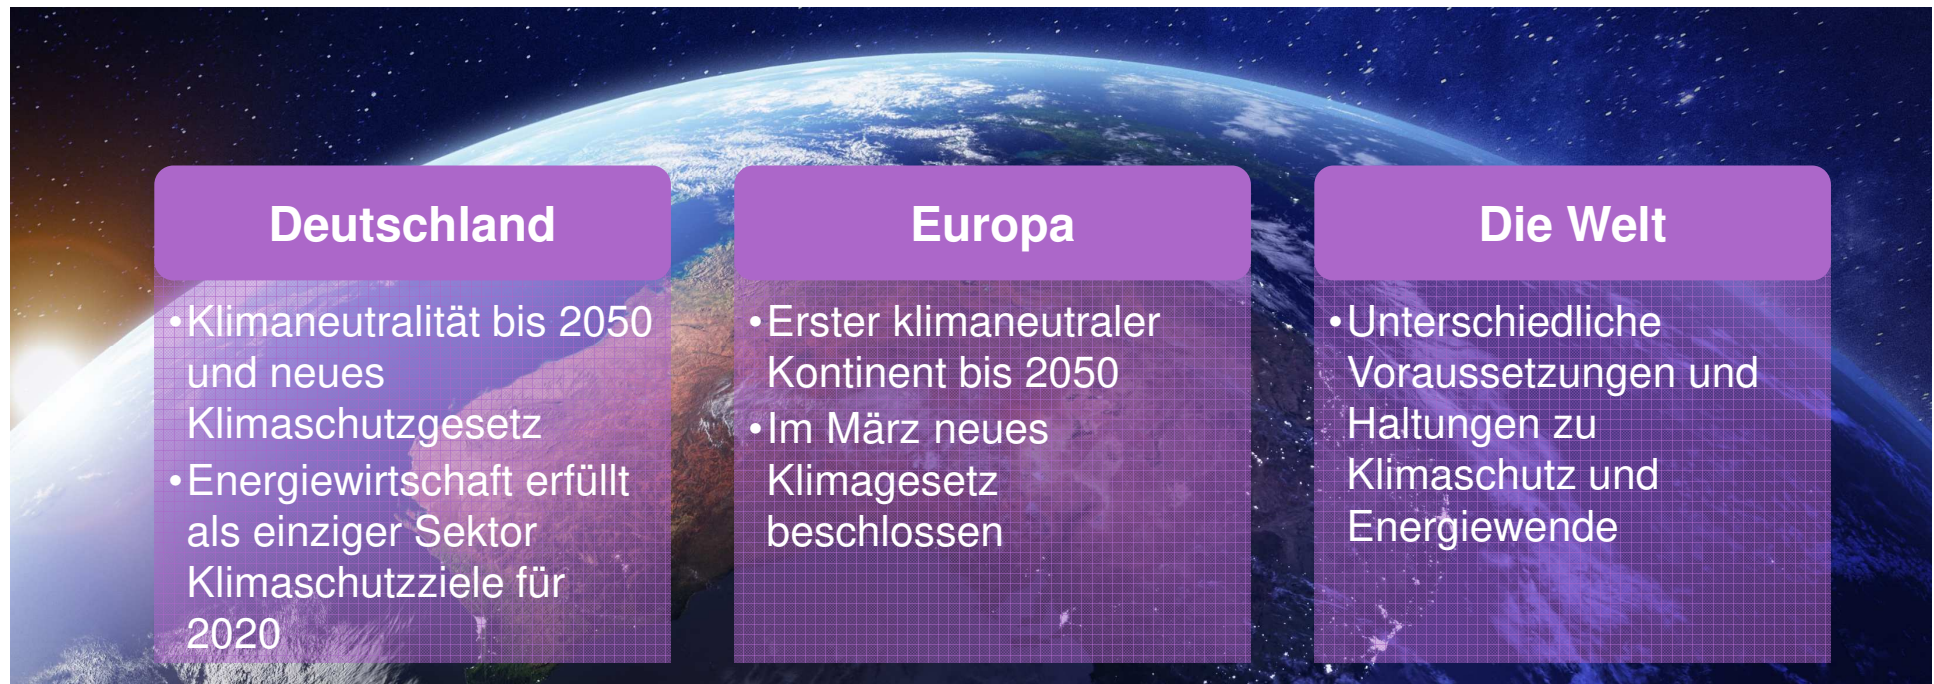 Deutschland
•Klimaneutralität bis 2050
und neues
Klimaschutzgesetz
•Energiewirtschaft erfüllt
als einziger Sektor
Klimaschutzziele für
2020
Europa
•Erster klimaneutraler
Kontinent bis 2050
•Im März neues
Klimagesetz
beschlossen
Die Welt
•Unterschiedliche
Voraussetzungen und
Haltungen zu
Klimaschutz und
Energiewende